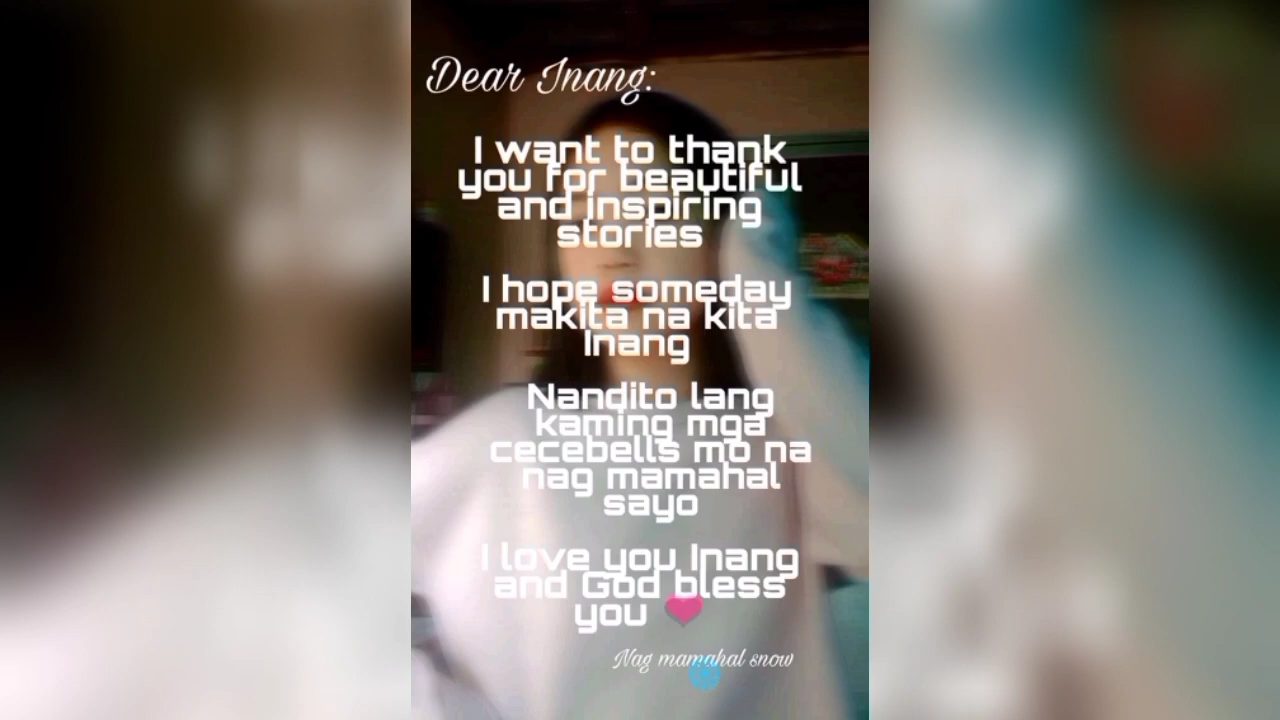 Dear Inang:
I want to thank
you for beautiful
and inspiring
stories
I hope someday
makita na kita
Inang
Nandito lang
kaming mga
cecebells mo na
nag mamahal
sayo
I love you Inang
and God bless
you ❤
Nag mamahal snow